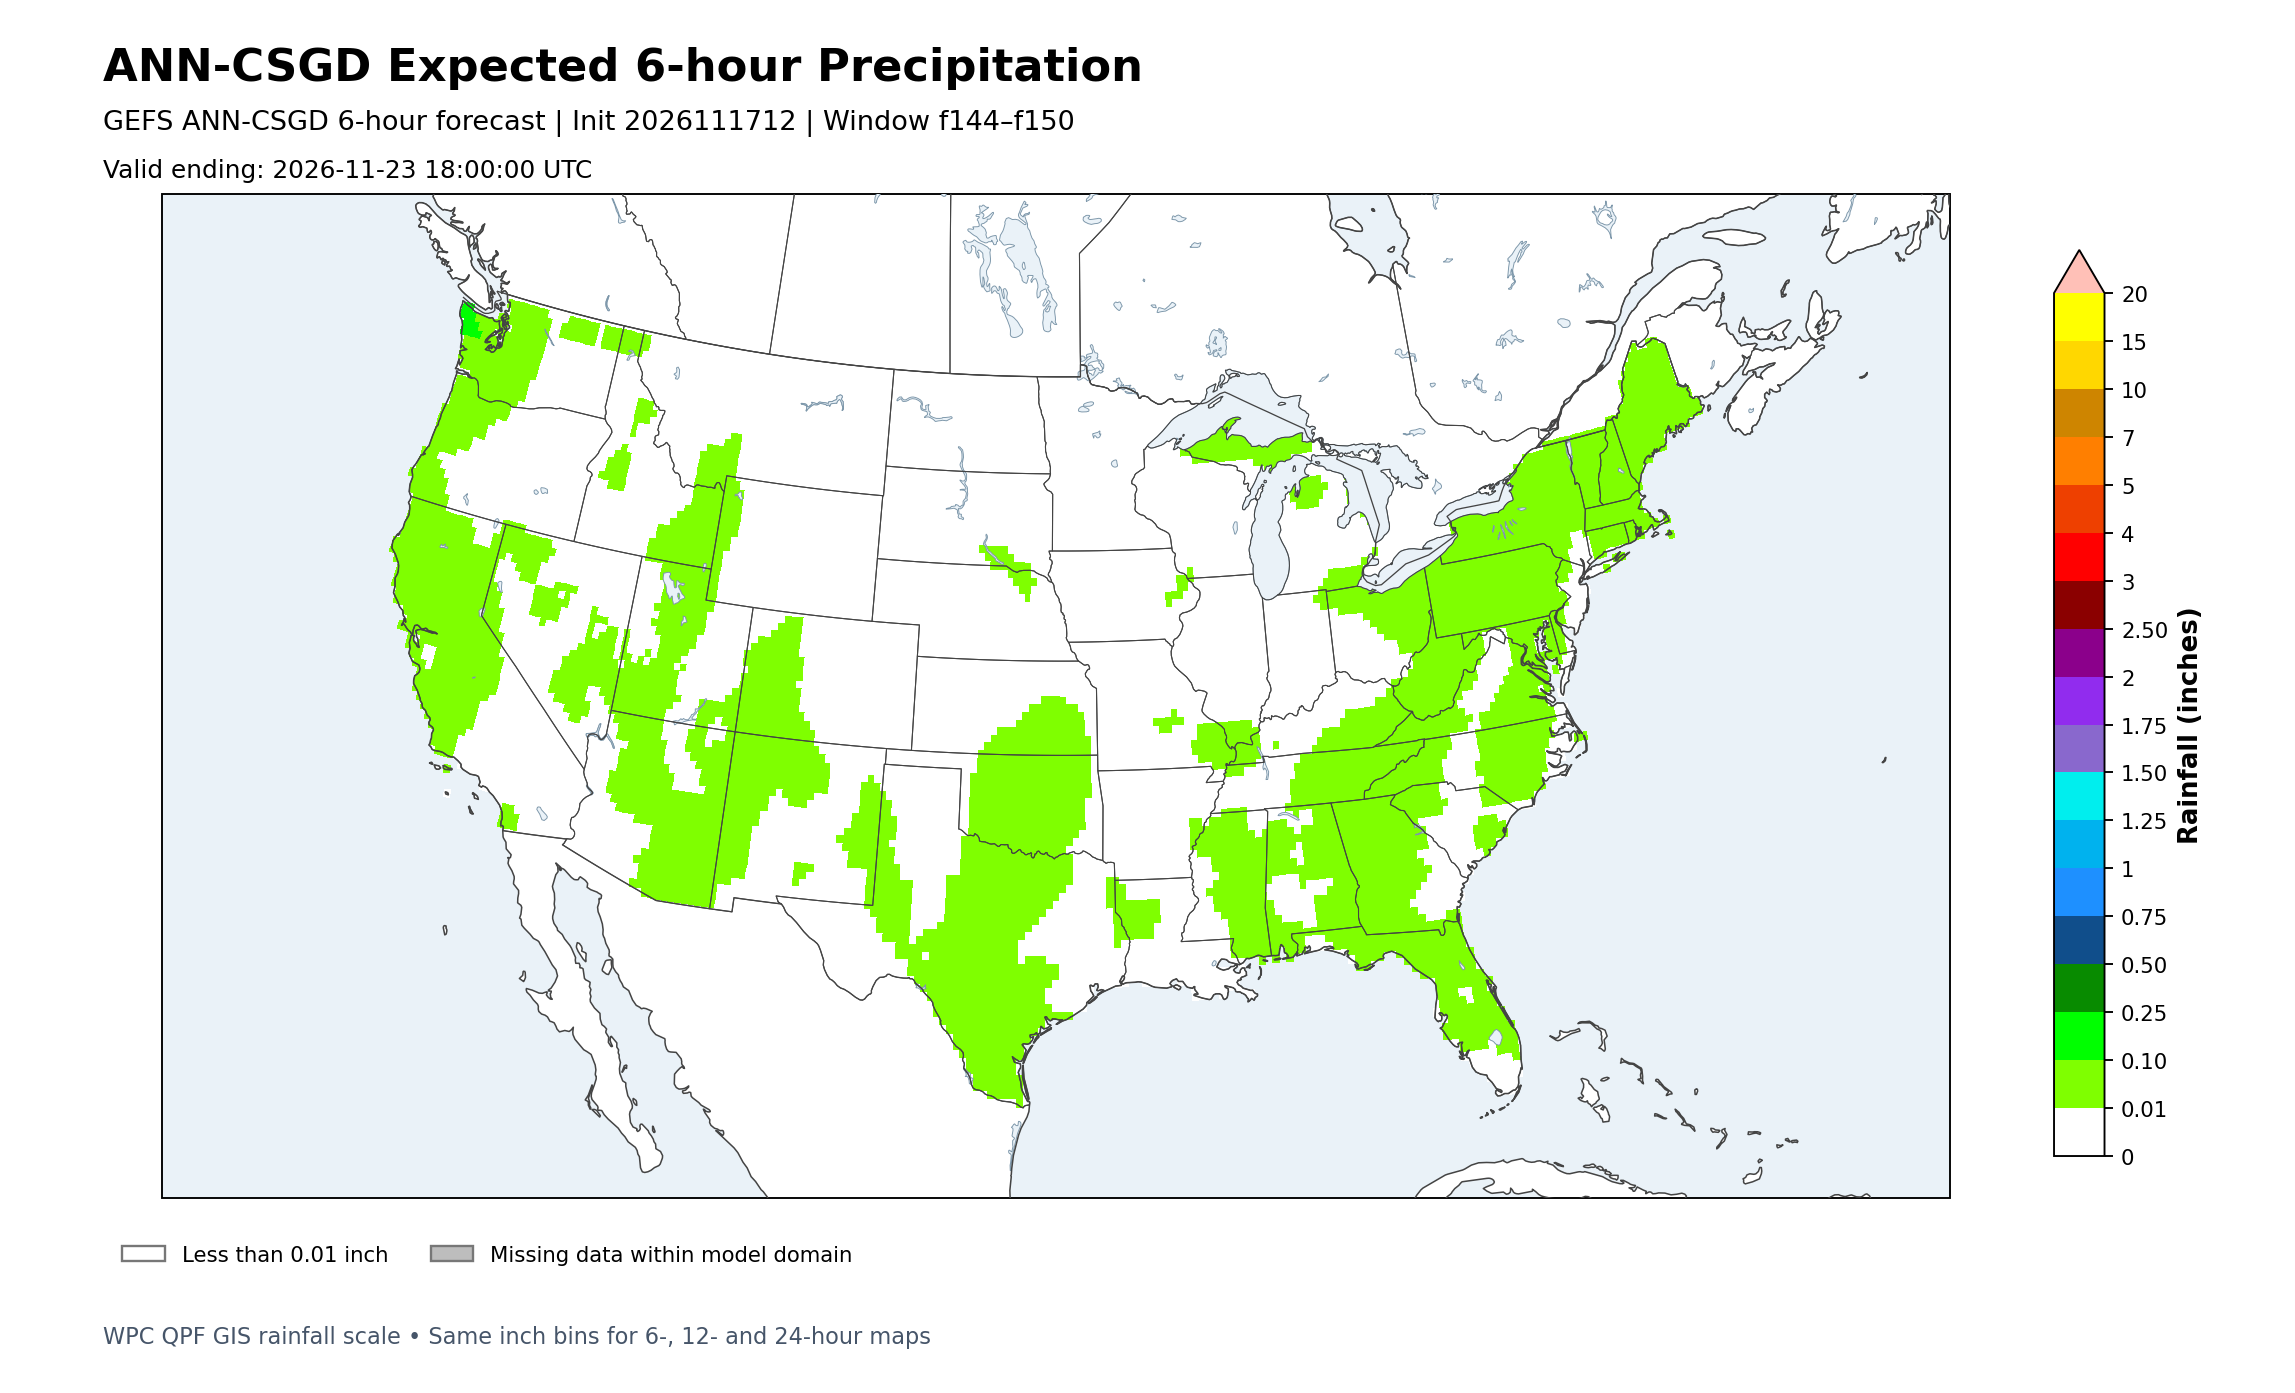 ANN-CSGD Expected 6-hour Precipitation
GEFS ANN-CSGD 6-hour forecast | Init 2026111712 | Window f144–f150
Valid ending: 2026-11-23 18:00:00 UTC
20
15
10
7
5
4
3
2.50
2
1.75
1.50
1.25
1
0.75
0.50
0.25
0.10
0.01
0
Rainfall (inches)
Less than 0.01 inch
Missing data within model domain
WPC QPF GIS rainfall scale • Same inch bins for 6-, 12- and 24-hour maps